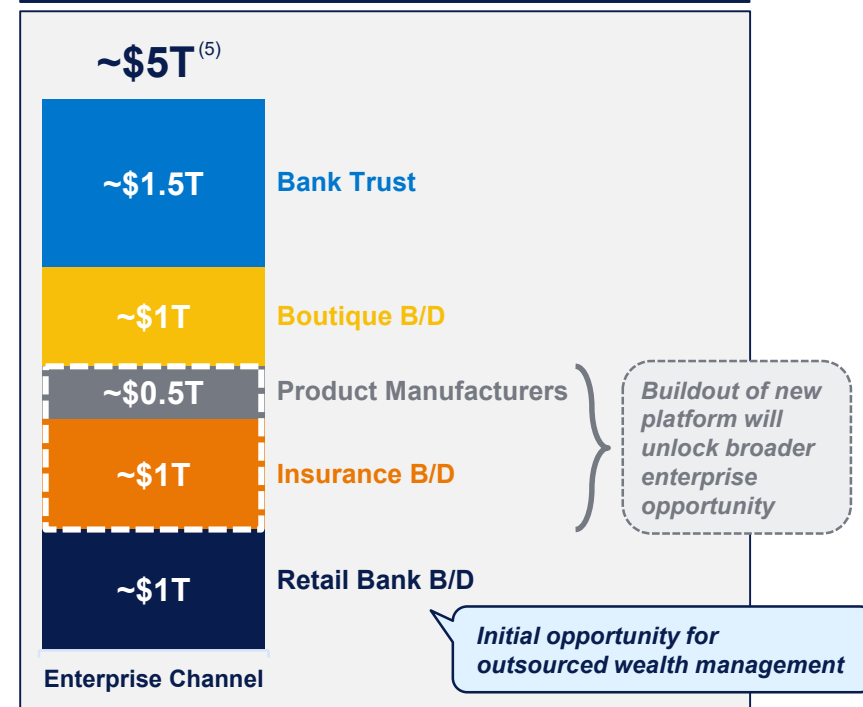 ~$5T(5)
~$1.5T
Bank Trust
~$1T
Boutique B/D
~$0.5T
Product Manufacturers
~$1T
Insurance B/D
Buildout of new
platform will
unlock broader
enterprise
opportunity
~$1T
Retail Bank B/D
Initial opportunity for
outsourced wealth management
Enterprise Channel